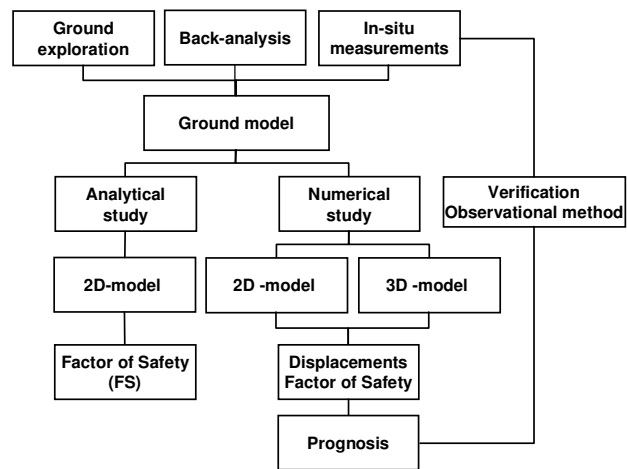 Ground
exploration
Back-analysis
In-situ
measurements
Ground model
Analytical
study
Numerical
study
Verification
Observational method
2D-model
2D -model
3D -model
Factor of Safety
(FS)
Displacements
Factor of Safety
Prognosis